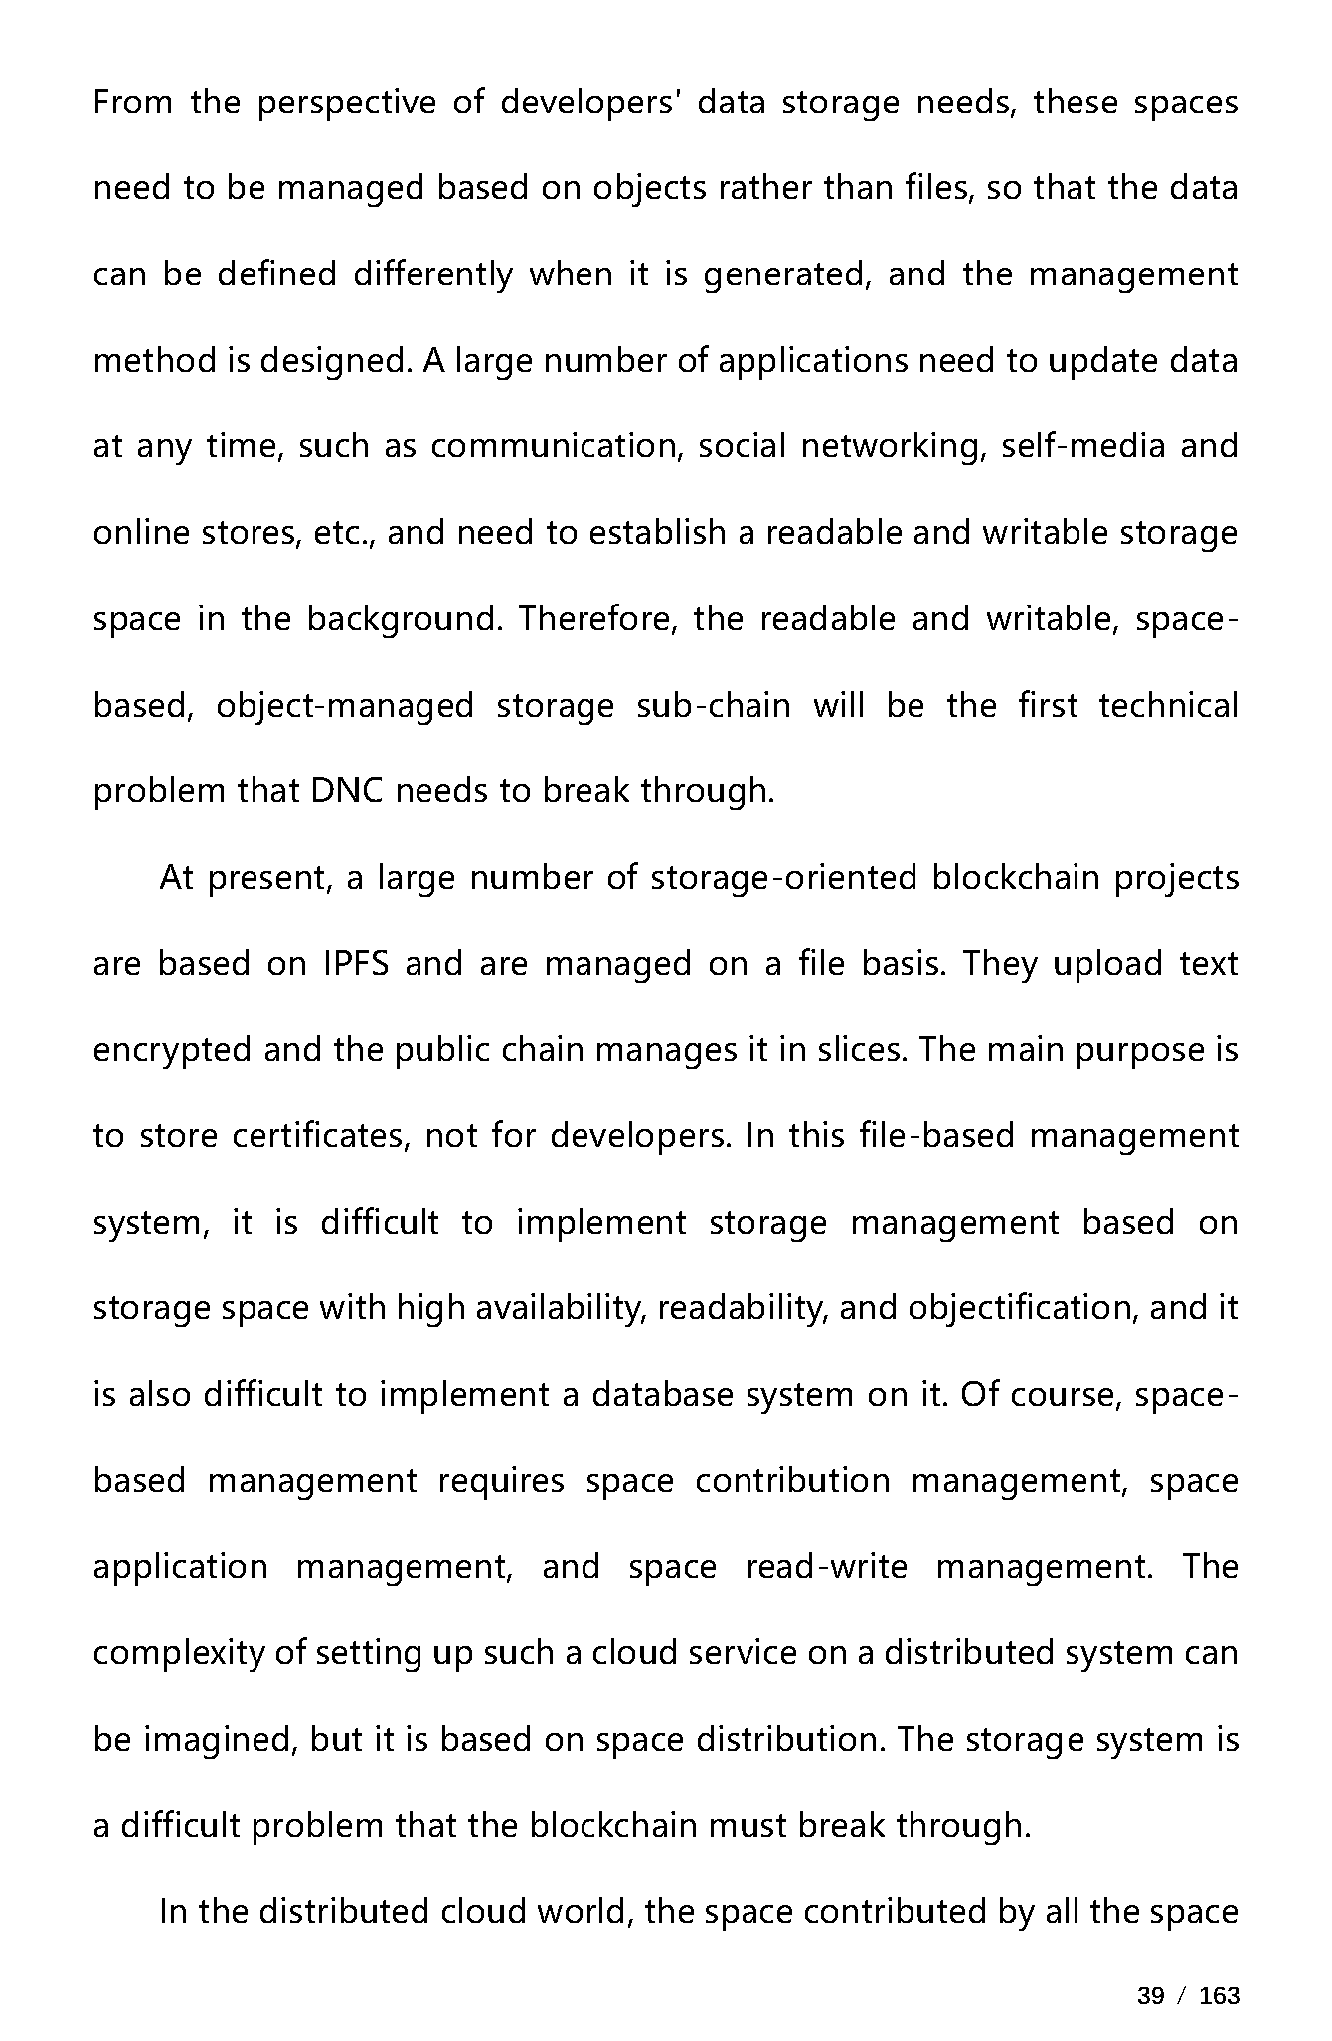 From the perspective of developers' data storage needs, these spaces
need to be managed based on objects rather than files, so that the data
can be defined differently when it is generated, and the management
method is designed. A large number of applications need to update data
at any time, such as communication, social networking, self-media and
online stores, etc., and need to establish a readable and writable storage
space in the background. Therefore, the readable and writable, space-
based, object-managed storage sub-chain will be the first technical
problem that DNC needs to break through.
At present, a large number of storage-oriented blockchain projects
are based on IPFS and are managed on a file basis. They upload text
encrypted and the public chain manages it in slices. The main purpose is
to store certificates, not for developers. In this file-based management
system, it is difficult to implement storage management based on
storage space with high availability, readability, and objectification, and it
is also difficult to implement a database system on it. Of course, space-
based management requires space contribution management, space
application management, and space read-write management. The
complexity of setting up such a cloud service on a distributed system can
be imagined, but it is based on space distribution. The storage system is
a difficult problem that the blockchain must break through.
In the distributed cloud world, the space contributed by all the space
39 / 163